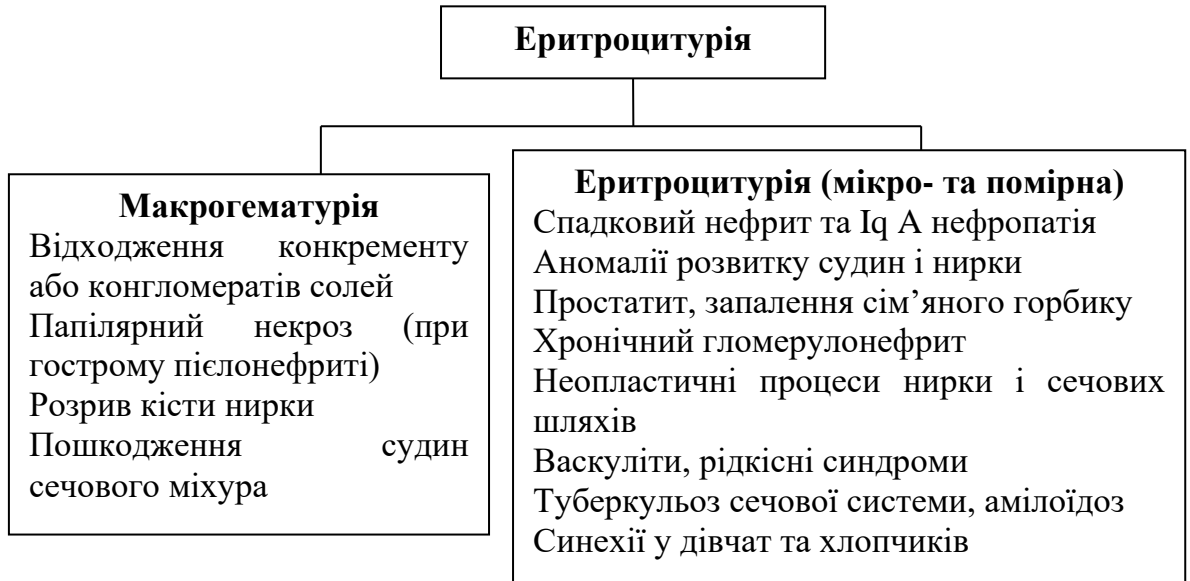 Еритроцитурія
Макрогематурія
Відходження конкременту
або конгломератів солей
Папілярний некроз (при
гострому пієлонефриті)
Розрив кісти нирки
Пошкодження судин
сечового міхура
Еритроцитурія (мікро- та помірна)
Спадковий нефрит та Iq A нефропатія
Аномалії розвитку судин і нирки
Простатит, запалення сім’яного горбику
Хронічний гломерулонефрит
Неопластичні процеси нирки і сечових
шляхів
Васкуліти, рідкісні синдроми
Туберкульоз сечової системи, амілоїдоз
Синехії у дівчат та хлопчиків